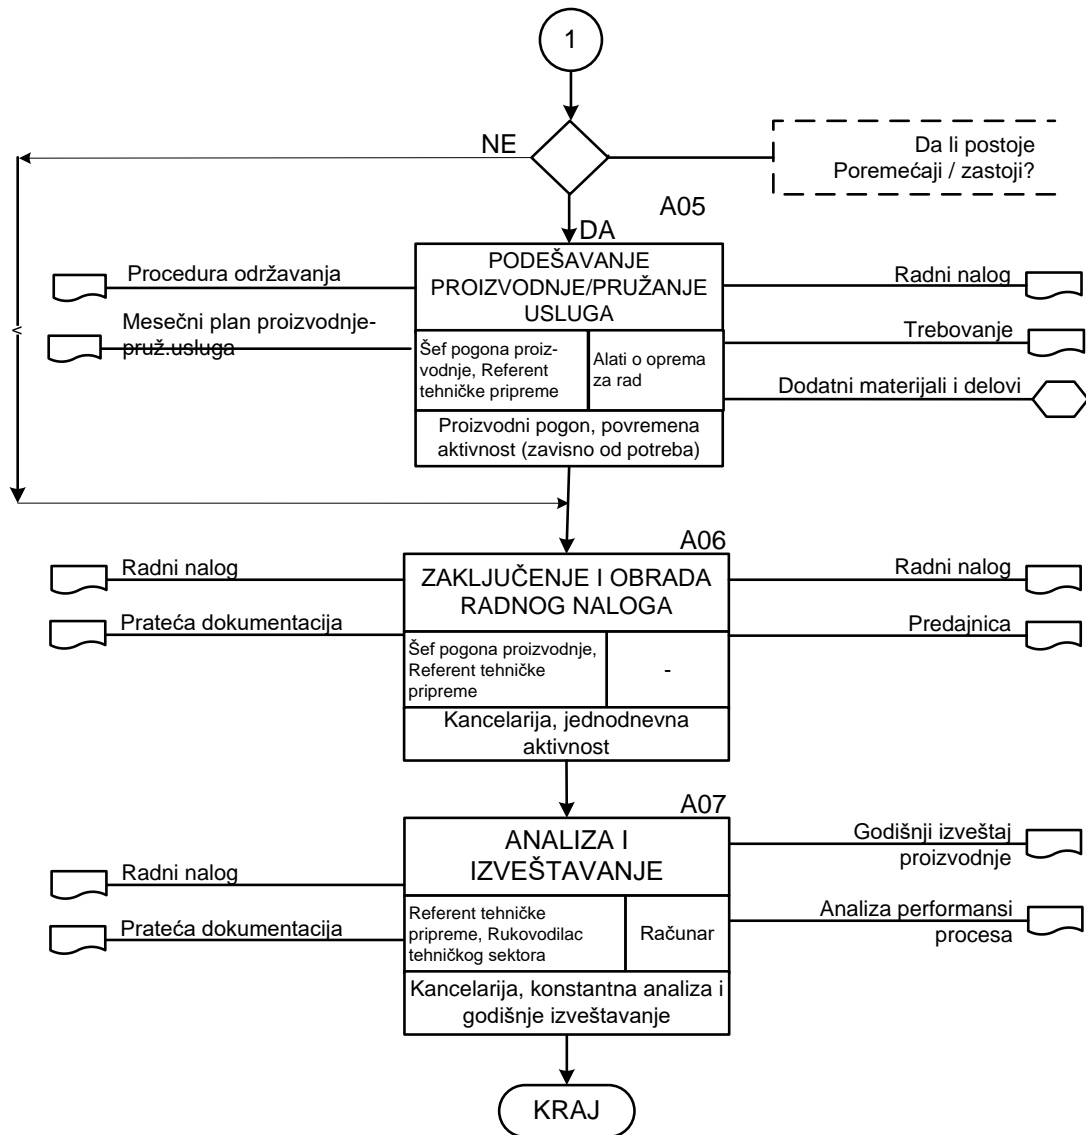 1
NE
Da li postoje
Poremećaji / zastoji?
A05
DA
PODEŠAVANJE
PROIZVODNJE/PRUŽANJE
USLUGA
Procedura održavanja
Mesečni plan proizvodnje-
pruž.usluga
Šef pogona proiz-
vodnje, Referent
tehničke pripreme
Alati o oprema
za rad
Proizvodni pogon, povremena
aktivnost (zavisno od potreba)
Radni nalog
Trebovanje
Dodatni materijali i delovi
A06
ZAKLJUČENJE I OBRADA
RADNOG NALOGA
Radni nalog
Prateća dokumentacija
Šef pogona proizvodnje,
Referent tehničke
pripreme
-
Kancelarija, jednodnevna
aktivnost
Radni nalog
Predajnica
A07
ANALIZA I
IZVEŠTAVANJE
Radni nalog
Prateća dokumentacija
Referent tehničke
pripreme, Rukovodilac
tehničkog sektora
Računar
Kancelarija, konstantna analiza i
godišnje izveštavanje
Godišnji izveštaj
proizvodnje
Analiza performansi
procesa
KRAJ